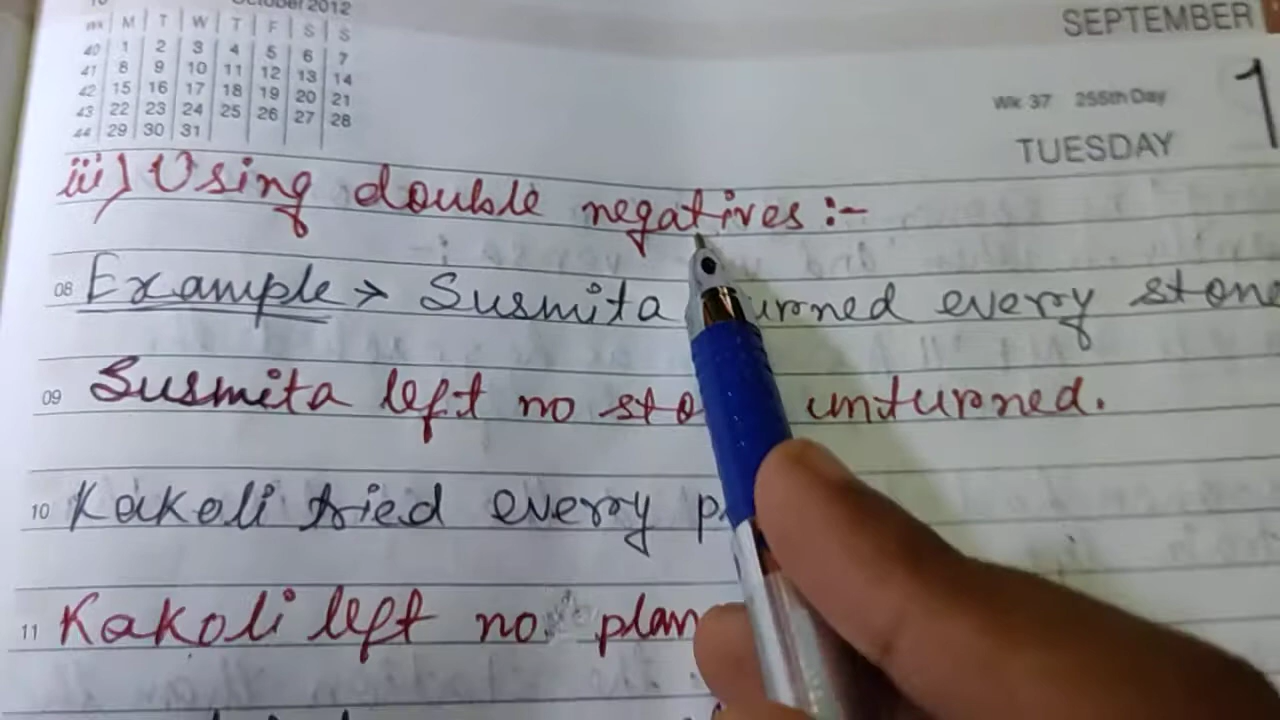 October 2012
Wk M T W T F S S
40 1 2 3 4 5 6 7
41 8 9 10 11 12 13 14
42 15 16 17 18 19 20 21
43 22 23 24 25 26 27 28
44 29 30 31
SEPTEMBER
Wk 37 255th Day
TUESDAY
iii) Using double negatives :-
08 Example → Susmita every
09 Susmita left no unturned.
10 Kakoli tried every
11 Kakoli left no